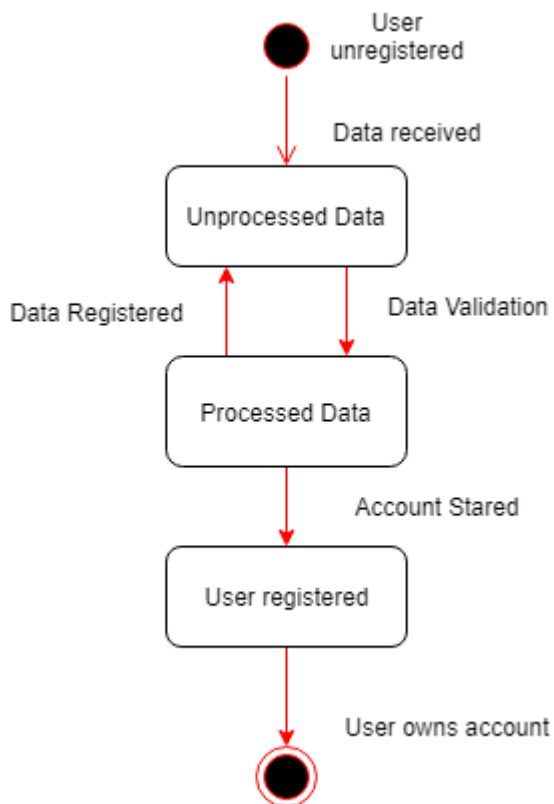 User
unregistered
Data received
Unprocessed Data
Data Registered
Data Validation
Processed Data
Account Stared
User registered
User owns account